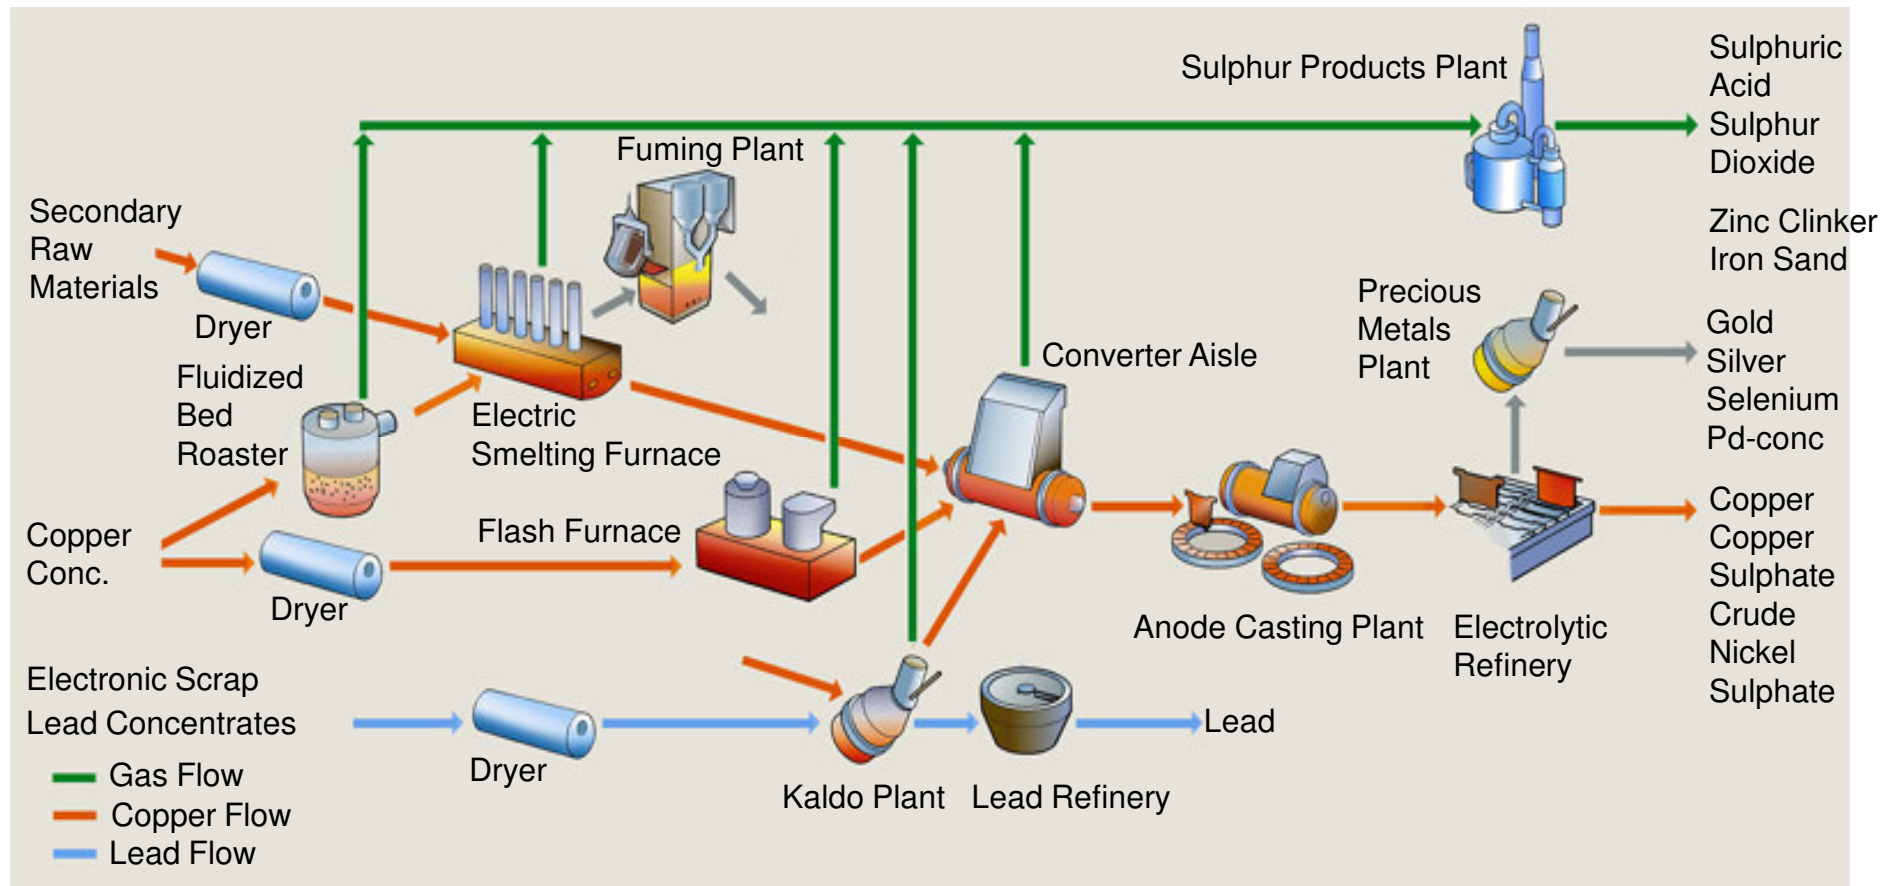 Sulphur Products Plant
Sulphuric
Acid
Sulphur
Dioxide
Fuming Plant
Secondary
Raw
Materials
Zinc Clinker
Iron Sand
Dryer
Precious
Metals
Plant
Gold
Silver
Selenium
Pd-conc
Converter Aisle
Fluidized
Bed
Roaster
Electric
Smelting Furnace
Copper
Conc.
Flash Furnace
Dryer
Copper
Copper
Sulphate
Crude
Nickel
Sulphate
Anode Casting Plant
Electrolytic
Refinery
Electronic Scrap
Lead Concentrates
Lead
Dryer
Kaldo Plant
Lead Refinery
Gas Flow
Copper Flow
Lead Flow